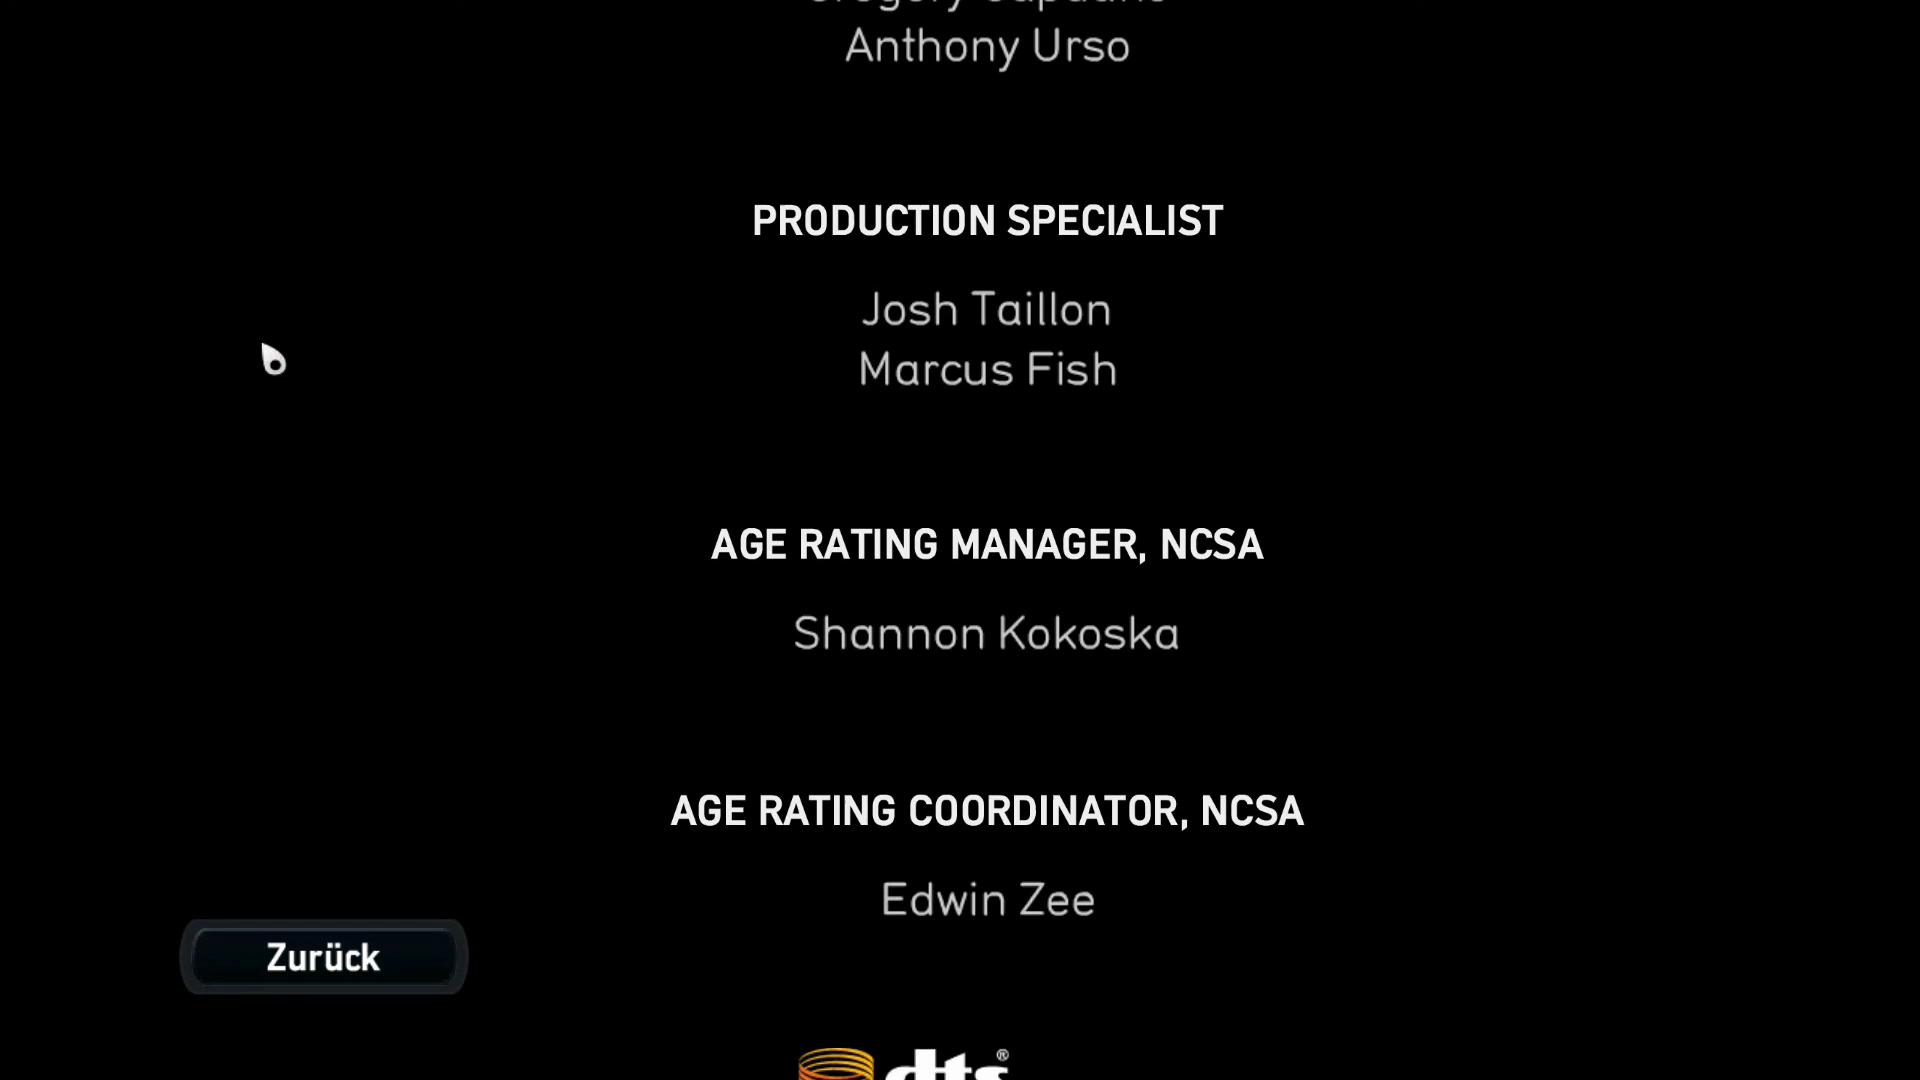 Anthony Urso
PRODUCTION SPECIALIST
Josh Taillon
Marcus Fish
AGE RATING MANAGER, NCSA
Shannon Kokoska
AGE RATING COORDINATOR, NCSA
Edwin Zee
Zurück
dts®